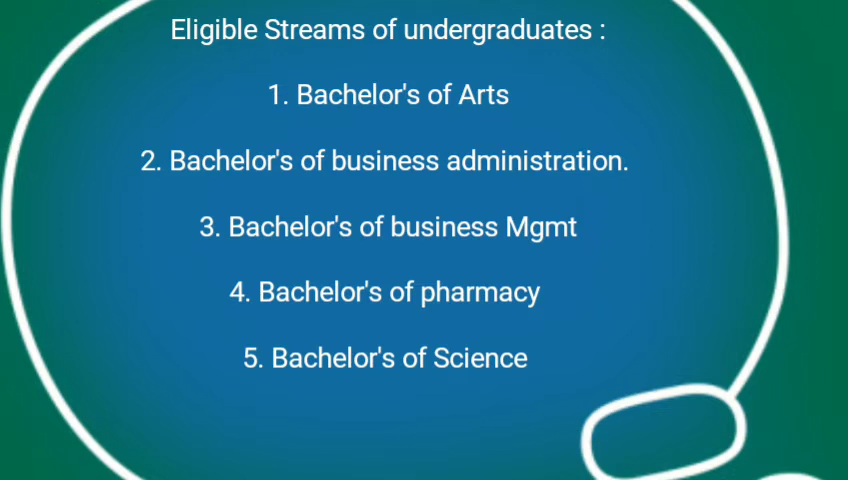 Eligible Streams of undergraduates :
1. Bachelor's of Arts
2. Bachelor's of business administration.
3. Bachelor's of business Mgmt
4. Bachelor's of pharmacy
5. Bachelor's of Science